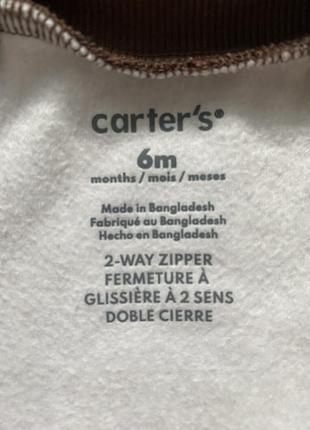 carter's®
6m
months / mois / meses
Made in Bangladesh
Fabriqué au Bangladesh
Hecho en Bangladesh
2-WAY ZIPPER
FERMETURE À
GLISSIÈRE À 2 SENS
DOBLE CIERRE